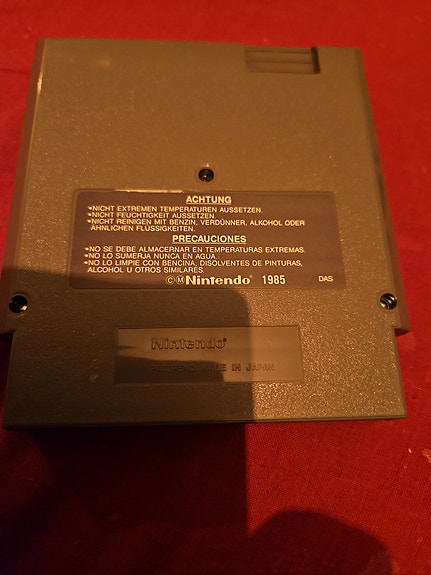 ACHTUNG
•NICHT EXTREMEN TEMPERATUREN AUSSETZEN.
•NICHT FEUCHTIGKEIT AUSSETZEN.
•NICHT REINIGEN MIT BENZIN, VERDÜNNER, ALKOHOL ODER
ÄHNLICHEN FLÜSSIGKEITEN.
PRECAUCIONES
•NO SE DEBE ALMACERNAR EN TEMPERATURAS EXTREMAS.
•NO LO SUMERJA NUNCA EN AGUA.
•NO LO LIMPIE CON BENCINA, DISOLVENTES DE PINTURAS,
ALCOHOL U OTROS SIMILARES.
©M Nintendo® 1985 DAS
Nintendo®
MADE IN JAPAN